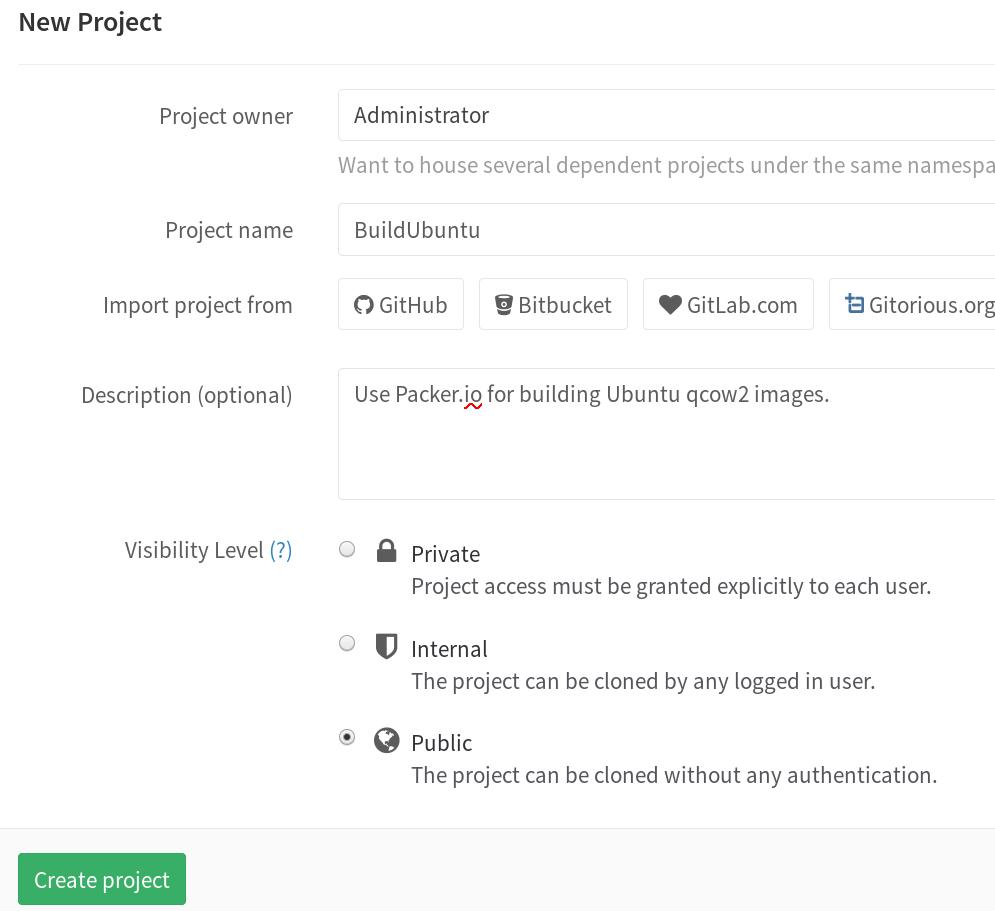 New Project
Project owner
Administrator
Want to house several dependent projects under the same
Project name
BuildUbuntu
Import project from
GitHub
Bitbucket
GitLab.com
Gitorious.org
Description (optional)
Use Packer.io for building Ubuntu qcow2 images.
Visibility Level (?)
Private
Project access must be granted explicitly to each user.
Internal
The project can be cloned by any logged in user.
Public
The project can be cloned without any authentication.
Create project